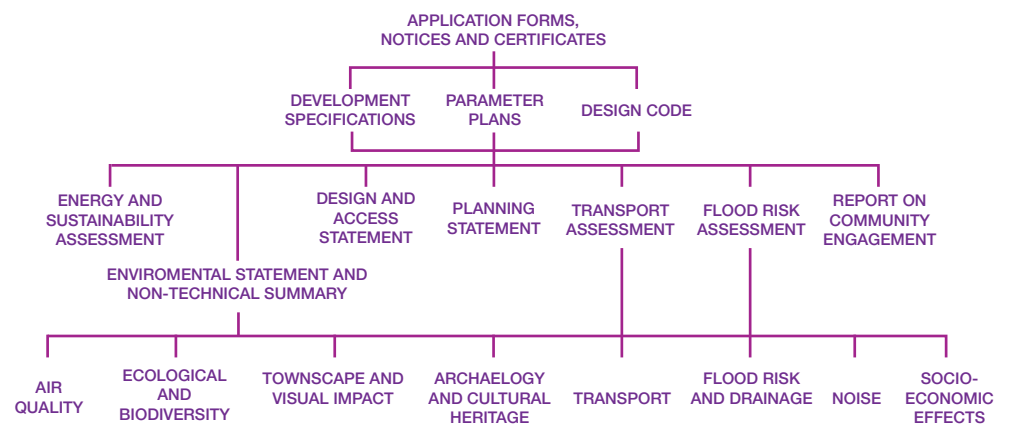 APPLICATION FORMS,
NOTICES AND CERTIFICATES
DEVELOPMENT
SPECIFICATIONS
PARAMETER
PLANS
DESIGN CODE
ENERGY AND
SUSTAINABILITY
ASSESSMENT
DESIGN AND
ACCESS
STATEMENT
PLANNING
STATEMENT
TRANSPORT
ASSESSMENT
FLOOD RISK
ASSESSMENT
REPORT ON
COMMUNITY
ENGAGEMENT
ENVIROMENTAL STATEMENT AND
NON-TECHNICAL SUMMARY
AIR
QUALITY
ECOLOGICAL
AND
BIODIVERSITY
TOWNSCAPE AND
VISUAL IMPACT
ARCHAELOGY
AND CULTURAL
HERITAGE
TRANSPORT
FLOOD RISK
AND DRAINAGE
NOISE
SOCIO-
ECONOMIC
EFFECTS